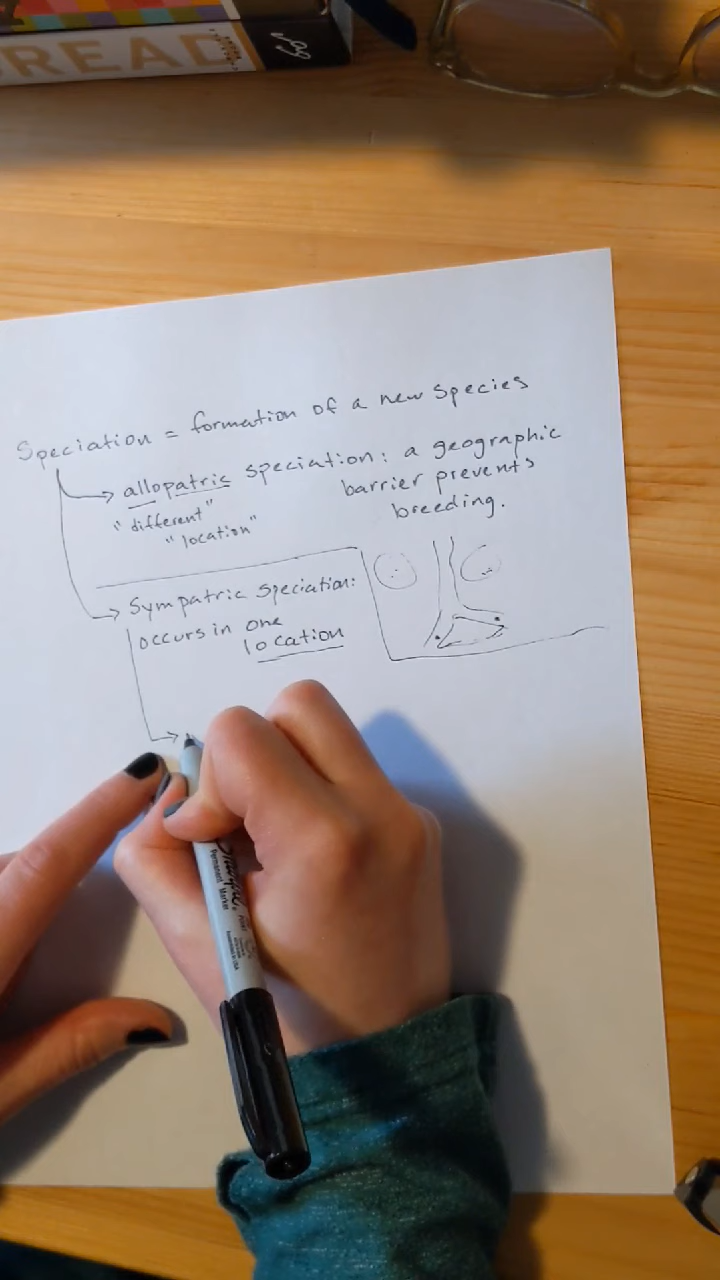 READ
Speciation = formation of a new species
allopatric speciation: a geographic
barrier prevents
breeding.
"different"
"location"
Sympatric speciation:
occurs in one
location
Sharpie
Permanent Marker